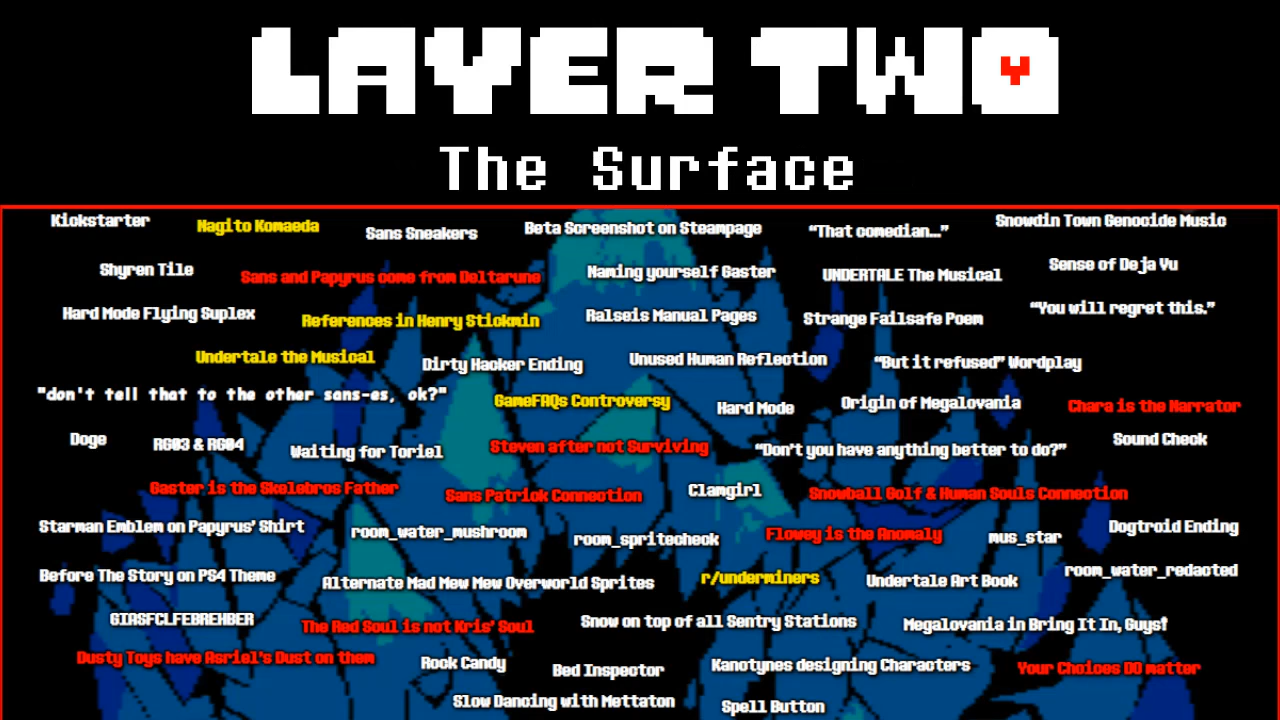 LAYER TWO
The Surface
Kickstarter
Nagito Komaeda
Sans Sneakers
Beta Screenshot on Steampage
“That comedian...”
Snowdin Town Genocide Music
Shyren Tile
Sans and Papyrus come from Deltarune
Naming yourself Gaster
UNDERTALE The Musical
Sense of Deja Vu
Hard Mode Flying Suplex
References in Henry Stickmin
Ralseis Manual Pages
Strange Failsafe Poem
“You will regret this.”
Undertale the Musical
Dirty Hacker Ending
Unused Human Reflection
“But it refused” Wordplay
"don't tell that to the other sans-es, ok?"
GameFAQs Controversy
Hard Mode
Origin of Megalovania
Chara is the Narrator
Doge
RG03 & RG04
Waiting for Toriel
Steven after not Surviving
“Don't you have anything better to do?”
Sound Check
Gaster is the Skelebros Father
Sans Patrick Connection
Clamgirl
Snowball Golf & Human Souls Connection
Starman Emblem on Papyrus' Shirt
room_water_mushroom
room_spritecheck
Flowey is the Anomaly
mus_star
Dogtroid Ending
Before The Story on PS4 Theme
Alternate Mad Mew Mew Overworld Sprites
r/underminers
Undertale Art Book
room_water_redacted
GIASFCLFEBREHBER
The Red Soul is not Kris' Soul
Snow on top of all Sentry Stations
Megalovania in Bring It In, Guys!
Dusty Toys have Asriel's Dust on them
Rock Candy
Bed Inspector
Kanotynes designing Characters
Your Choices DO matter
Slow Dancing with Mettaton
Spell Button